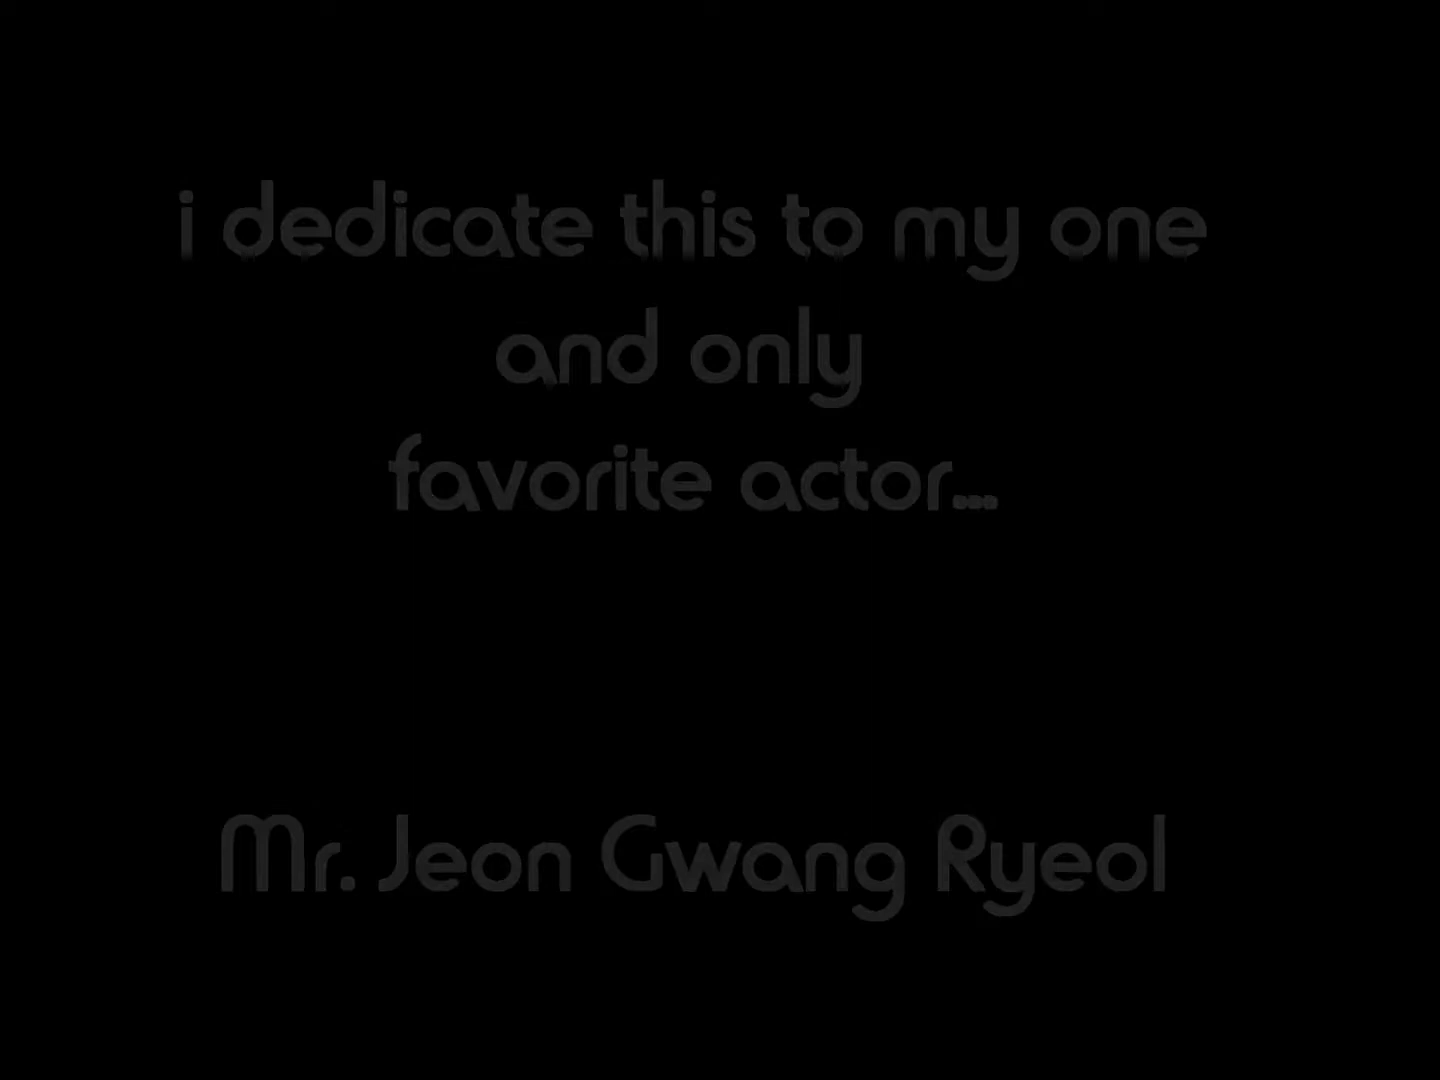 i dedicate this to my one
and only
favorite actor...
Mr. Jeon Gwang Ryeol